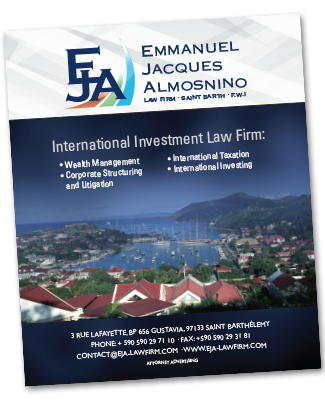 EJA
EMMANUEL
JACQUES
ALMOSNINO
LAW FIRM · SAINT BARTH · F.W.I
International Investment Law Firm:
• Wealth Management
• Corporate Structuring
and Litigation
• International Taxation
• International Investing
3 RUE LAFAYETTE, BP 656 GUSTAVIA, 97133 SAINT BARTHÉLEMY
PHONE: + 590 590 29 71 10 · FAX: +590 590 29 31 81
CONTACT@EJA-LAWFIRM.COM · WWW.EJA-LAWFIRM.COM
ATTORNEY ADVERTISING